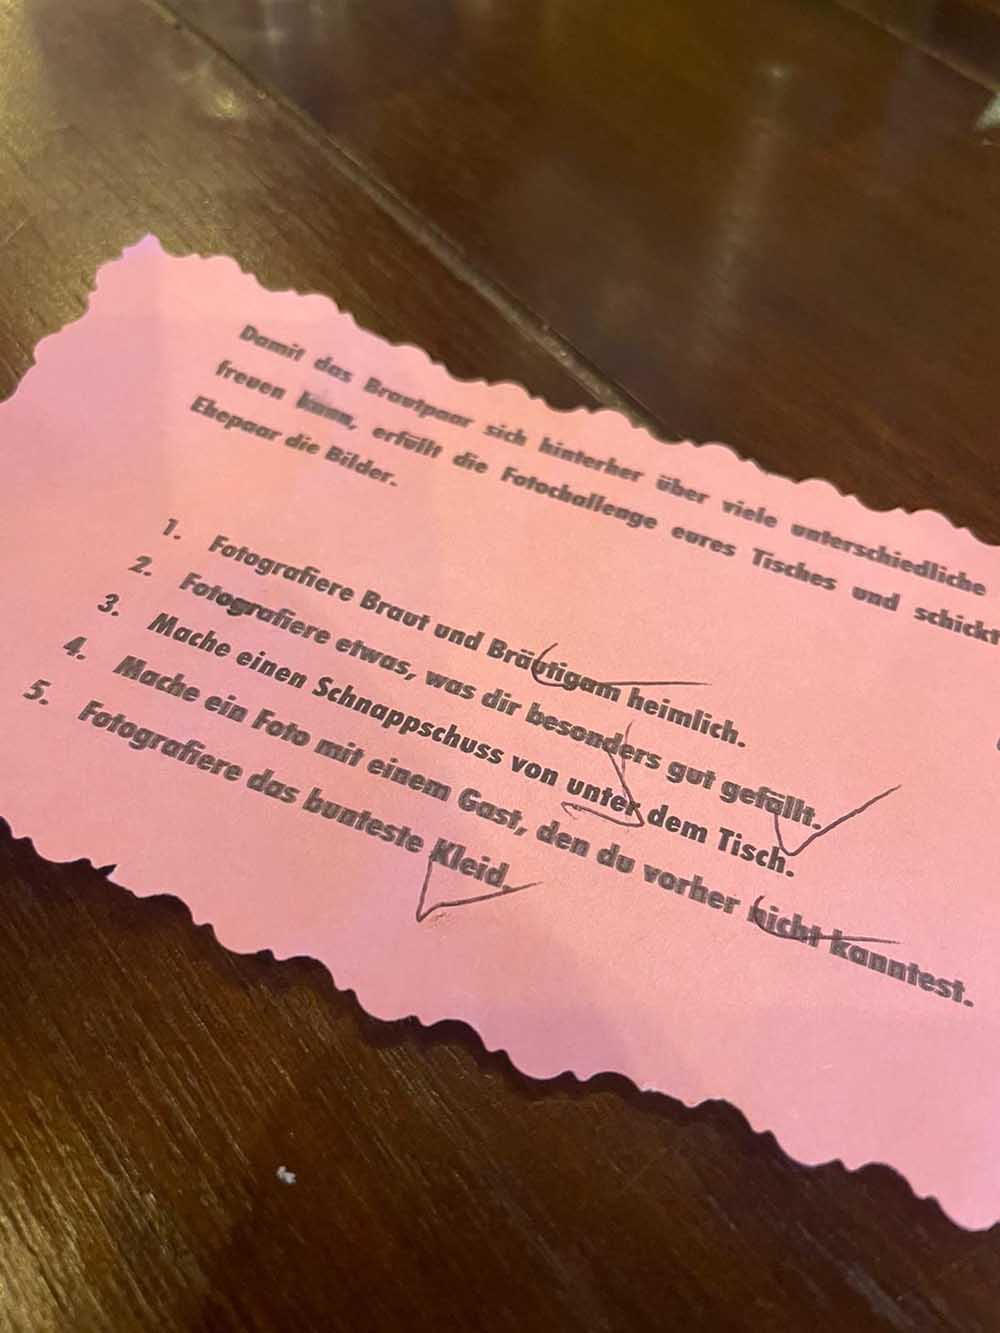 Damit das Brautpaar sich hinterher über viele unterschiedliche
freuen kann, erfüllt die Fotochallenge eures Tisches und schickt
Ehepaar die Bilder.
1. Fotografiere Braut und Bräutigam heimlich.
2. Fotografiere etwas, was dir besonders gut gefällt.
3. Mache einen Schnappschuss von unter dem Tisch.
4. Mache ein Foto mit einem Gast, den du vorher nicht kanntest.
5. Fotografiere das bunteste Kleid.